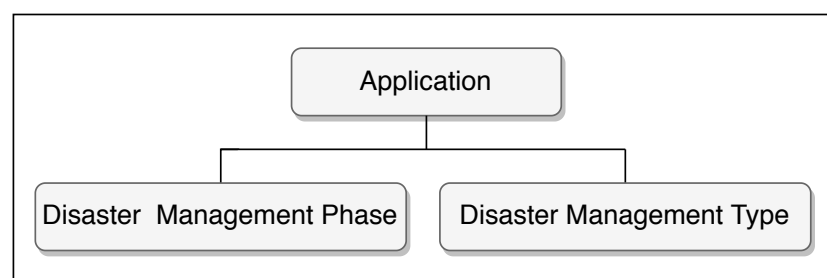 Application
Disaster Management Phase
Disaster Management Type